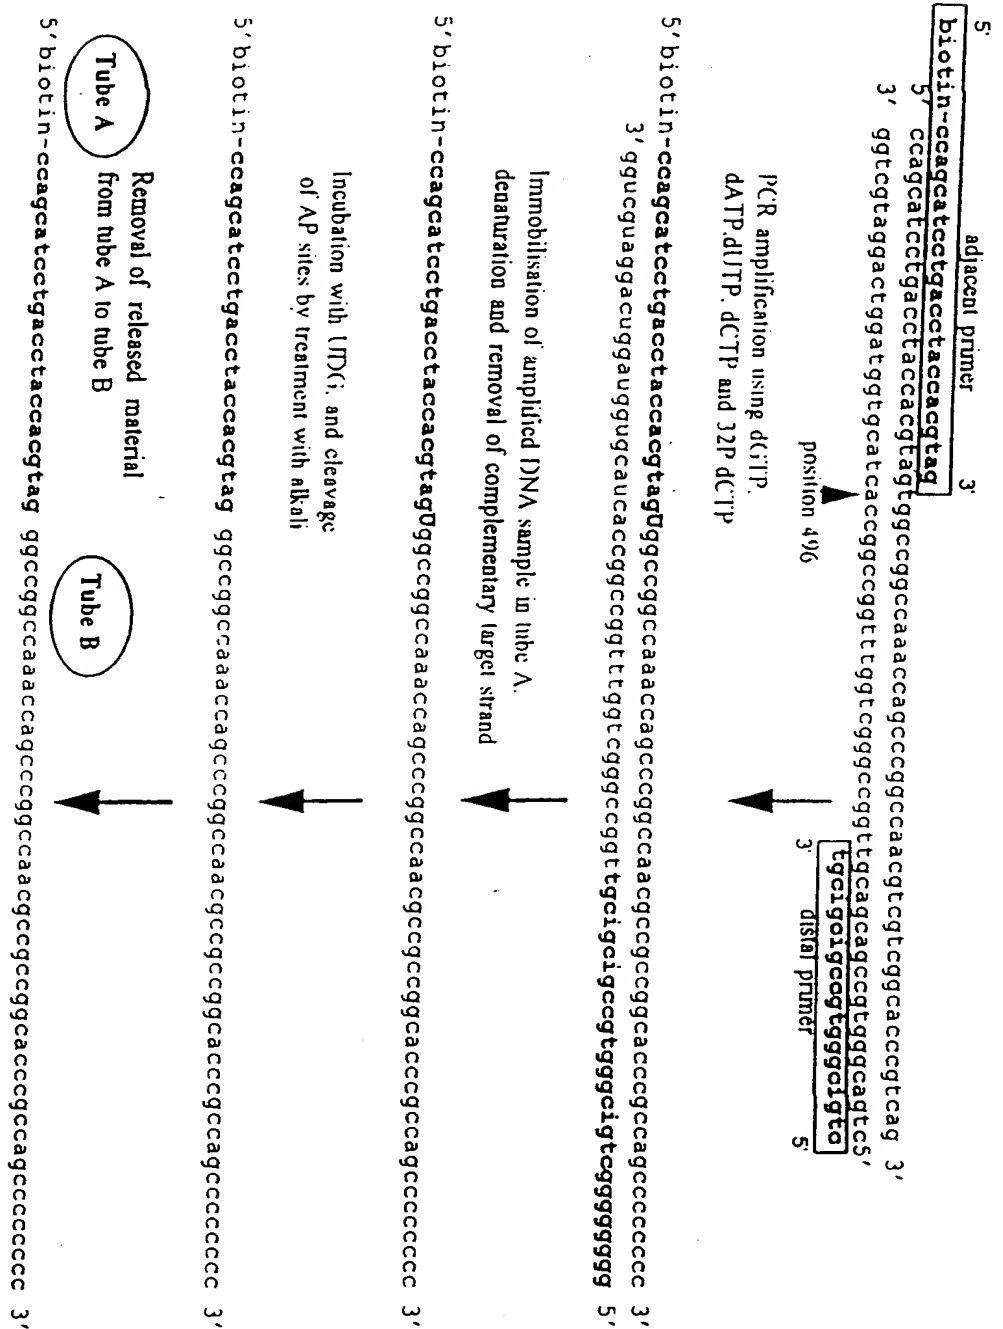 5' adjacent primer 3'
biotin-ccagcatcctgacctaccacgtag
5' ccagcatcctgacctaccacgtagtggccggccaaaccagcccggccaacgtcgtcggcacccgtcag 3'
3' ggtcgtaggactggatggtgcatcaccggccggtttggtcgggccggttgcagcagccgtgggcagtc5'
tgcigcigccgtgggcigtc
position 496
3' distal primer 5'
PCR amplification using dGTP.
dATP.dUTP. dCTP and 32P dCTP
5'biotin-ccagcatcctgacctaccacgtagUggccggccaaaccagcccggccaacgccgccggcacccgccagcccccccc 3'
3'ggucguaggacuggauggugcaucaccggccggtttggtcgggccggttgcigcigccgtgggcigtcgggggggg 5'
Immobilisation of amplified DNA sample in tube A.
denaturation and removal of complementary target strand
5'biotin-ccagcatcctgacctaccacgtagUggccggccaaaccagcccggccaacgccgccggcacccgccagcccccccc 3'
Incubation with UDG, and cleavage
of AP sites by treatment with alkali
5'biotin-ccagcatcctgacctaccacgtag ggccggccaaaccagcccggccaacgccgccggcacccgccagcccccccc 3'
Tube A Removal of released material
from tube A to tube B
Tube B
5'biotin-ccagcatcctgacctaccacgtag ggccggccaaaccagcccggccaacgccgccggcacccgccagcccccccc 3'